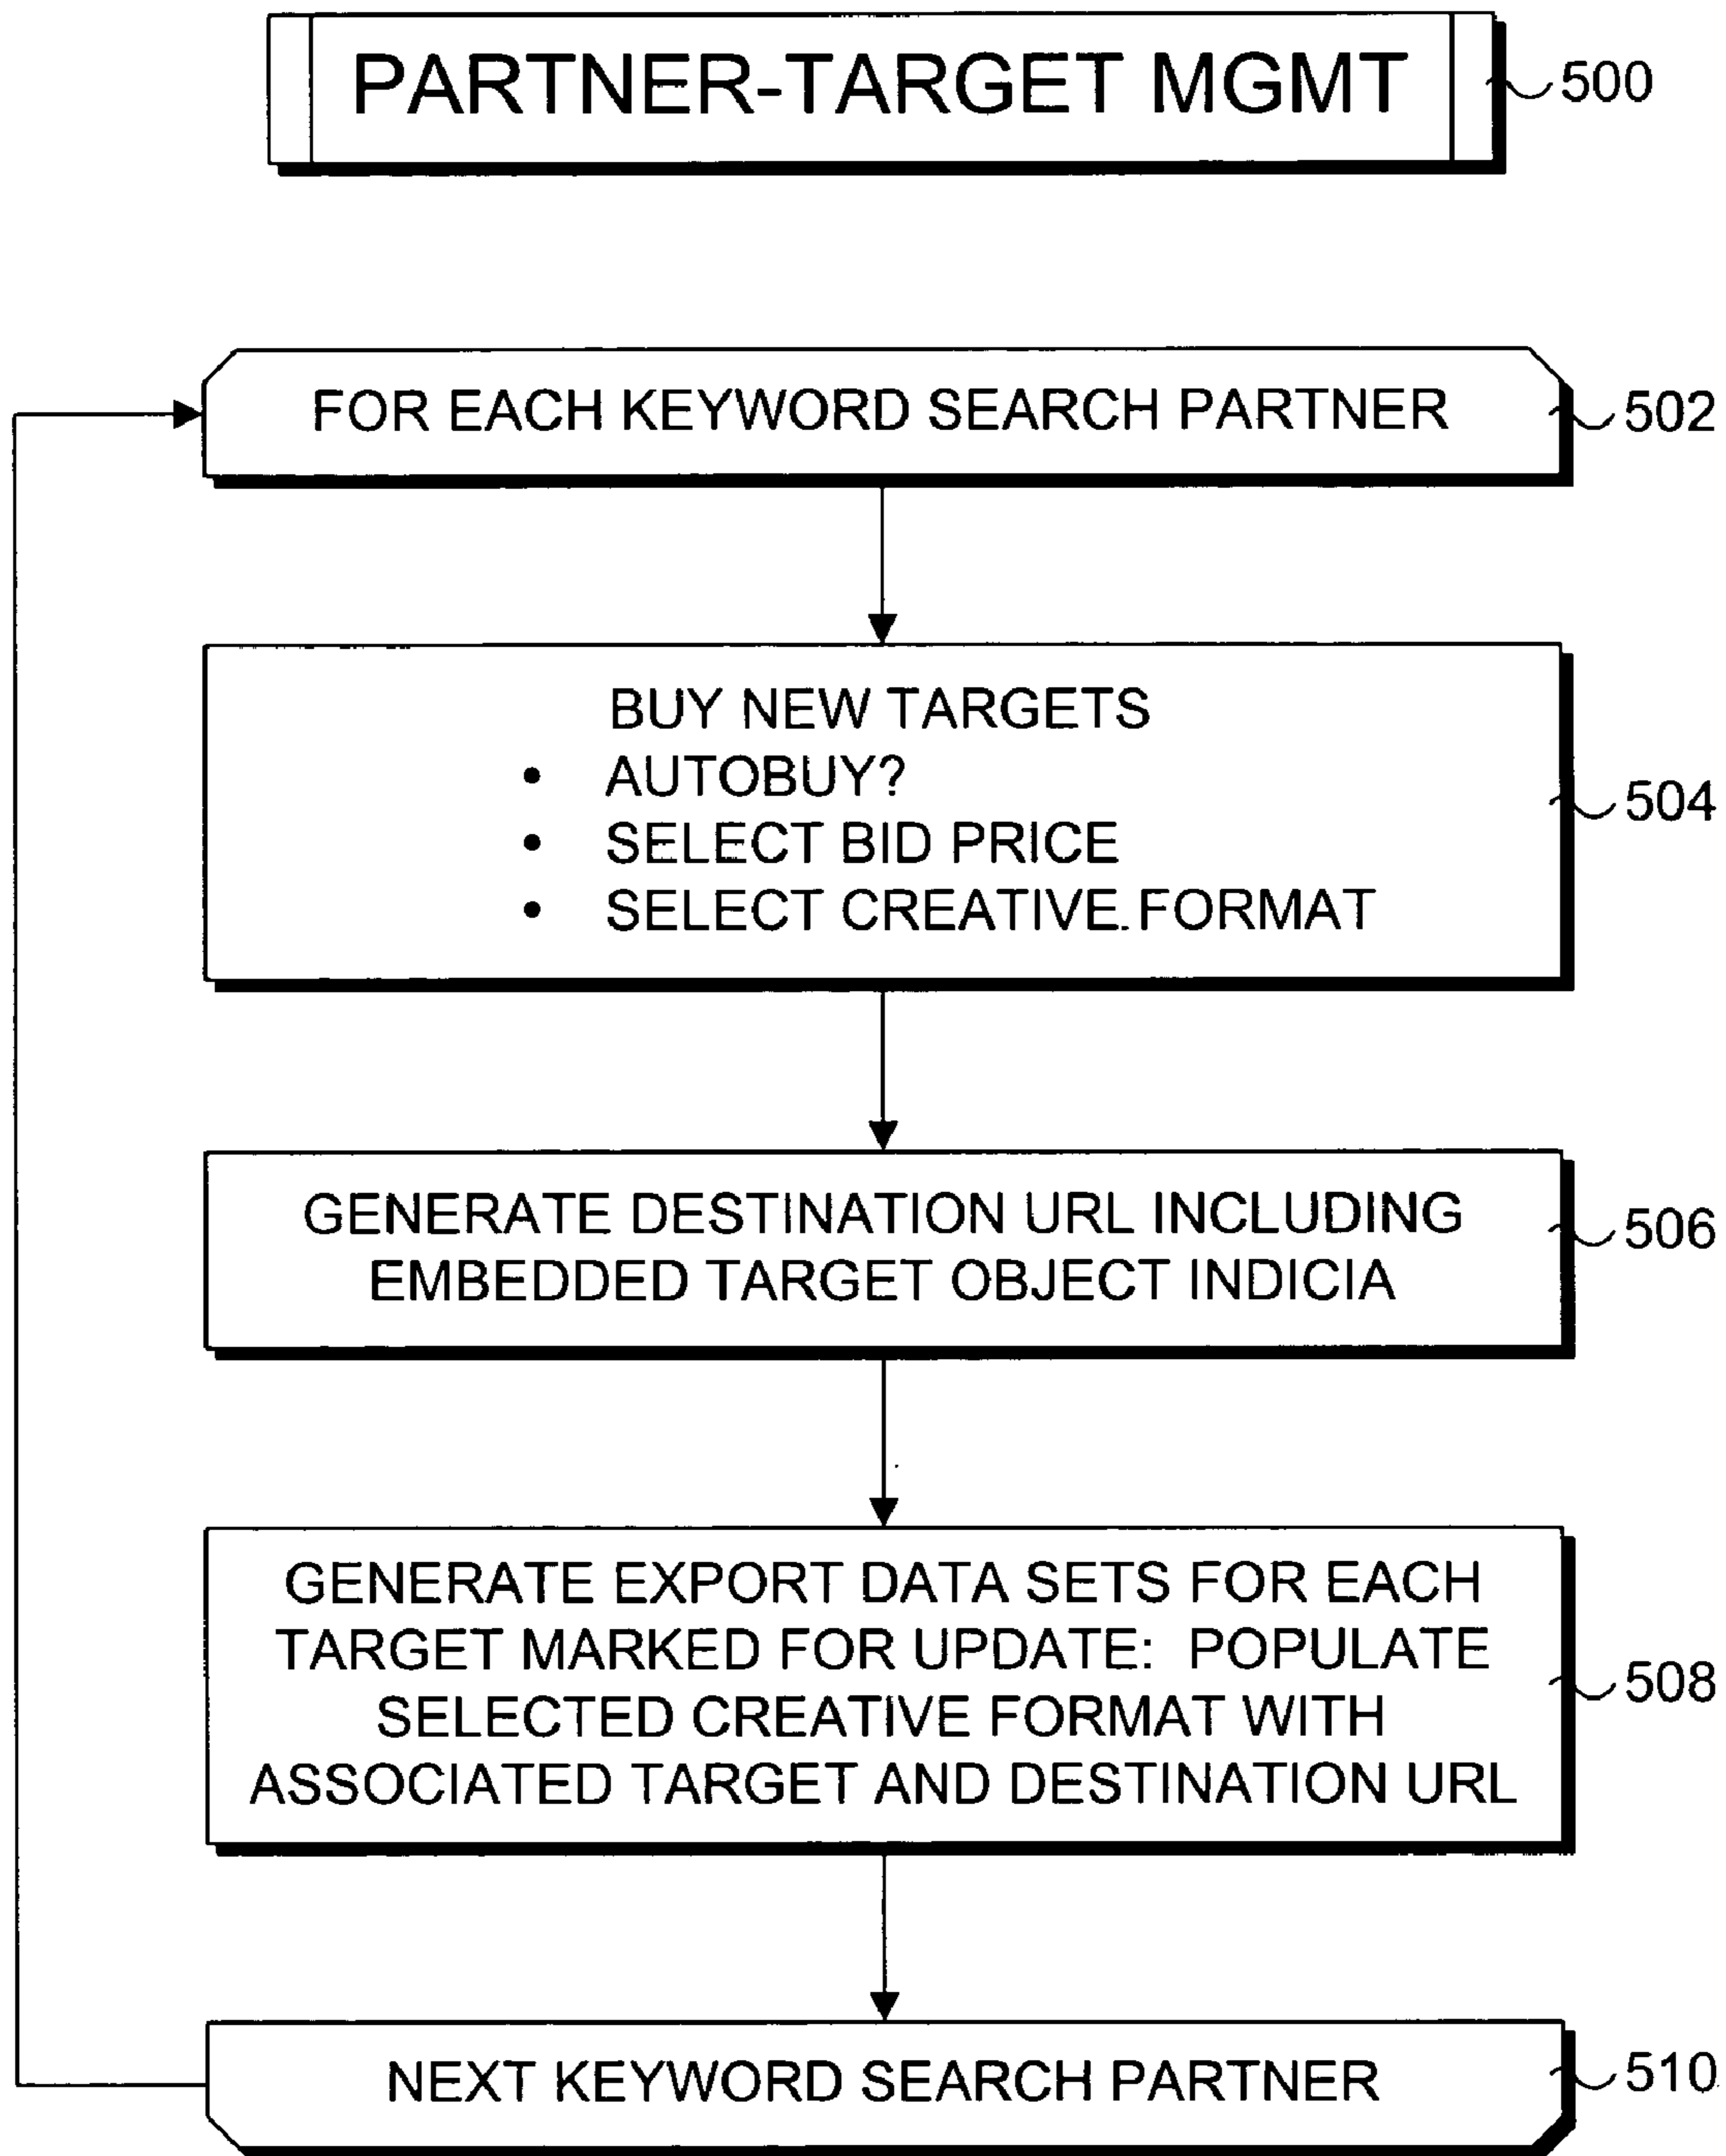 PARTNER-TARGET MGMT
500
FOR EACH KEYWORD SEARCH PARTNER
502
BUY NEW TARGETS
• AUTOBUY?
• SELECT BID PRICE
• SELECT CREATIVE FORMAT
504
GENERATE DESTINATION URL INCLUDING
EMBEDDED TARGET OBJECT INDICIA
506
GENERATE EXPORT DATA SETS FOR EACH
TARGET MARKED FOR UPDATE: POPULATE
SELECTED CREATIVE FORMAT WITH
ASSOCIATED TARGET AND DESTINATION URL
508
NEXT KEYWORD SEARCH PARTNER
510